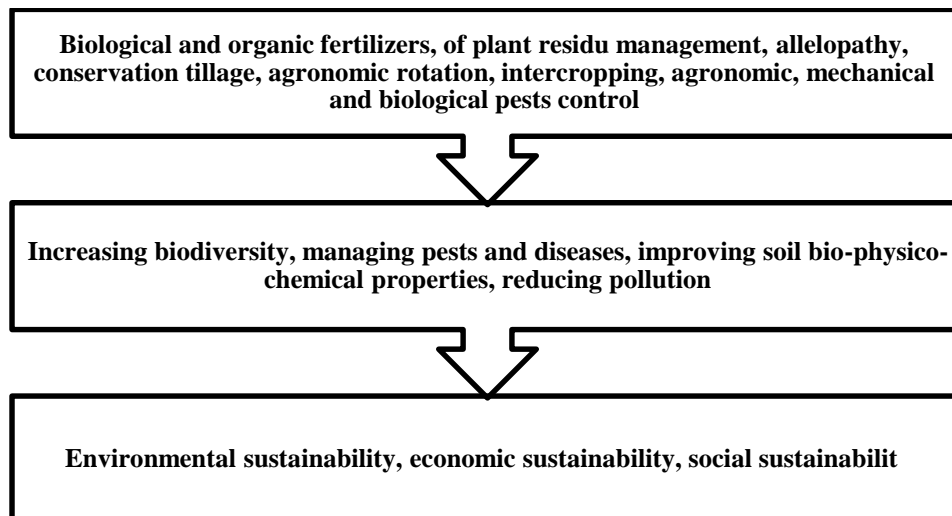 Biological and organic fertilizers, of plant residu management, allelopathy,
conservation tillage, agronomic rotation, intercropping, agronomic, mechanical
and biological pests control
Increasing biodiversity, managing pests and diseases, improving soil bio-physico-
chemical properties, reducing pollution
Environmental sustainability, economic sustainability, social sustainabilit